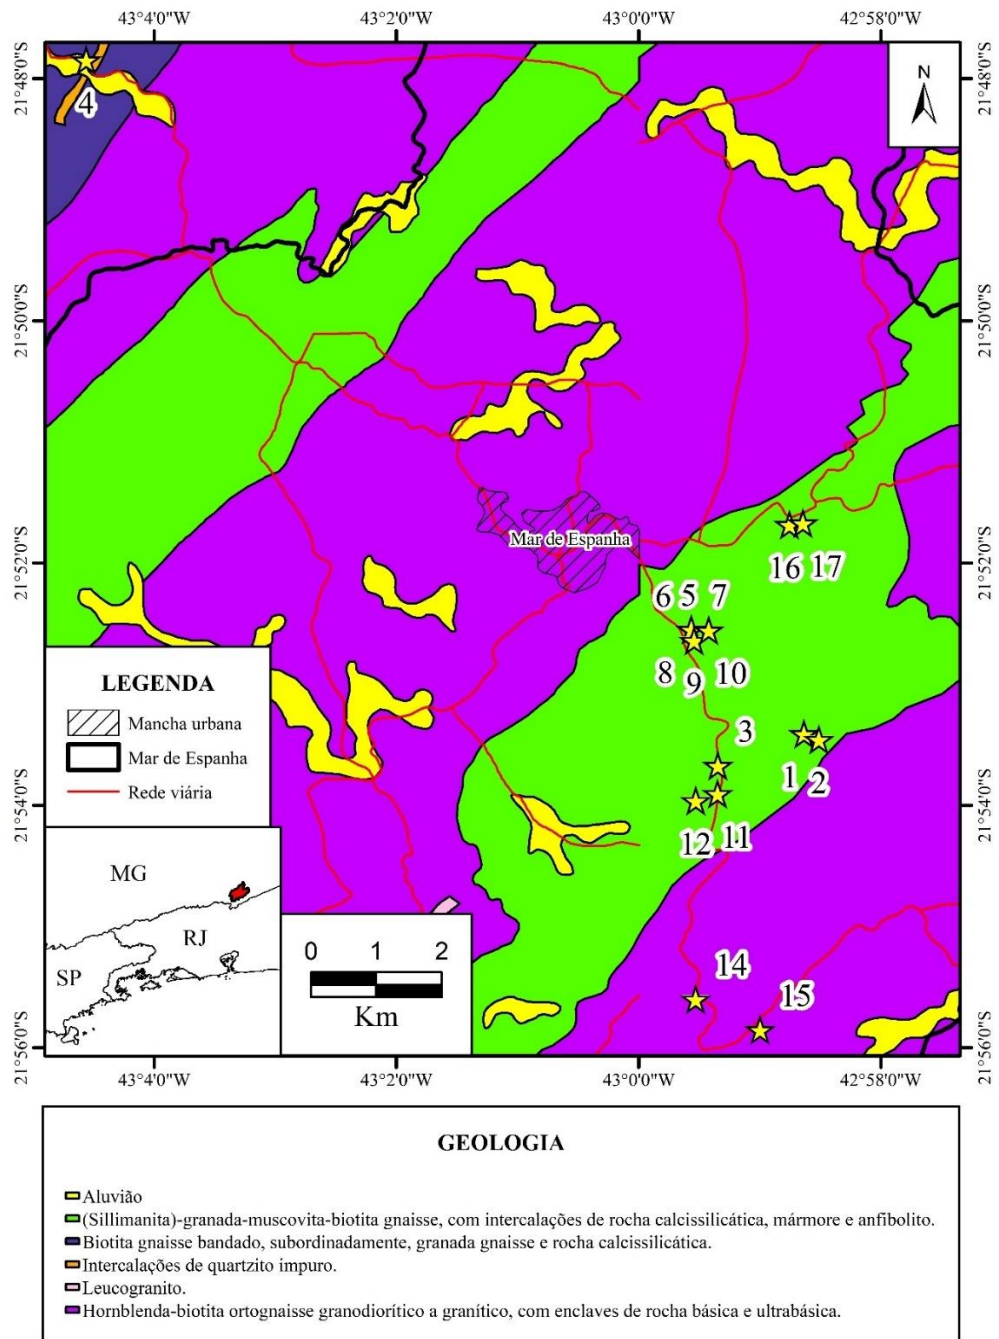 43°4'0"W
43°2'0"W
43°0'0"W
42°58'0"W
21°48'0"S
21°48'0"S
N
4
21°50'0"S
21°50'0"S
Mar de Espanha
21°52'0"S
21°52'0"S
16
17
6
5
7
8
9
10
3
1
2
12
11
14
15
LEGENDA
Mancha urbana
Mar de Espanha
Rede viária
21°54'0"S
21°54'0"S
MG
RJ
SP
0 1 2
Km
21°56'0"S
21°56'0"S
43°4'0"W
43°2'0"W
43°0'0"W
42°58'0"W
GEOLOGIA
Aluvião
(Sillimanita)-granada-muscovita-biotita gnaisse, com intercalações de rocha calcissilicática, mármore e anfibolito.
Biotita gnaisse bandado, subordinadamente, granada gnaisse e rocha calcissilicática.
Intercalações de quartzito impuro.
Leucogranito.
Hornblenda-biotita ortognaisse granodiorítico a granítico, com enclaves de rocha básica e ultrabásica.